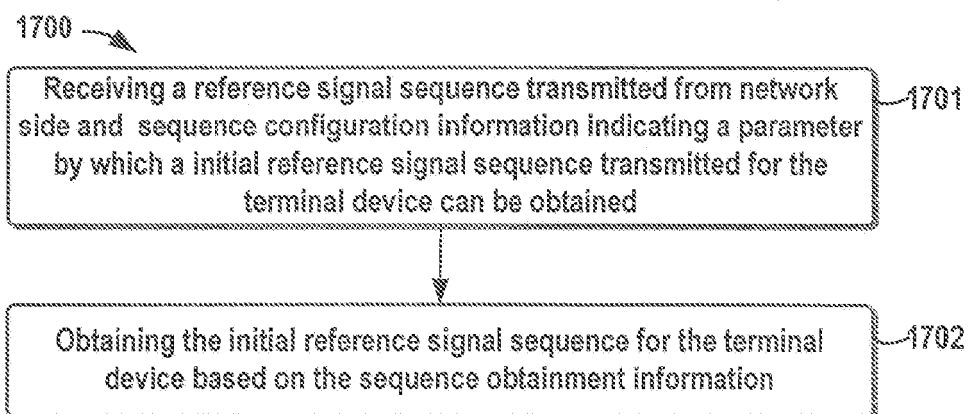 1700
Receiving a reference signal sequence transmitted from network
side and sequence configuration information indicating a parameter
by which a initial reference signal sequence transmitted for the
terminal device can be obtained
1701
Obtaining the initial reference signal sequence for the terminal
device based on the sequence obtainment information
1702